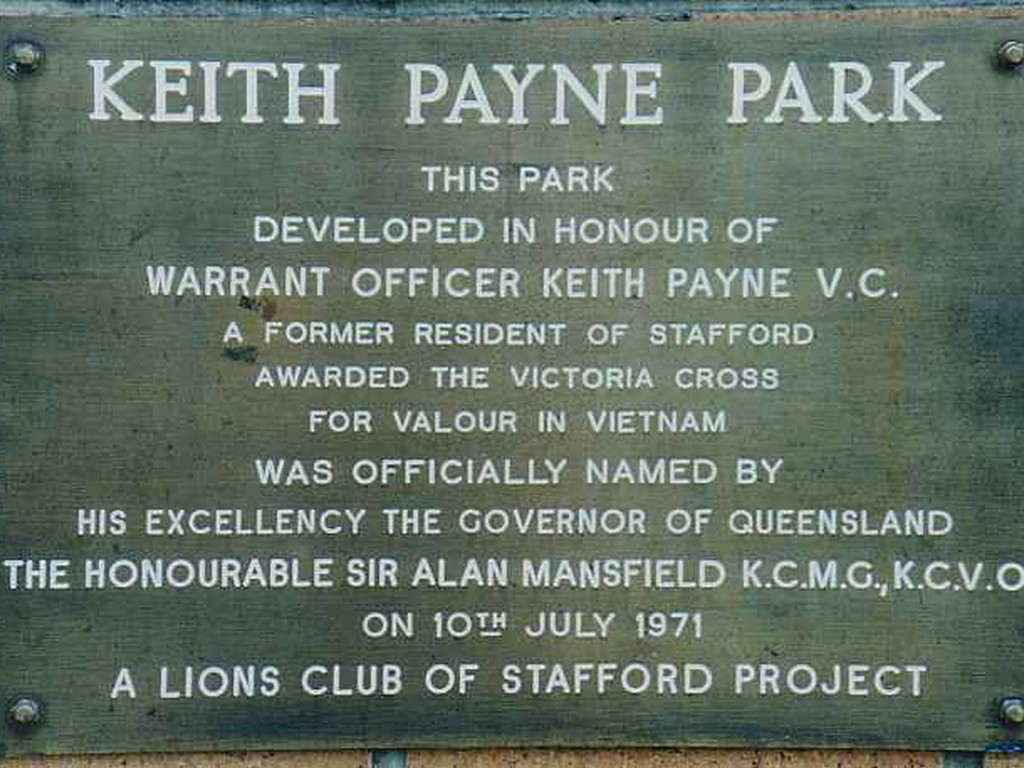 KEITH PAYNE PARK
THIS PARK
DEVELOPED IN HONOUR OF
WARRANT OFFICER KEITH PAYNE V.C.
A FORMER RESIDENT OF STAFFORD
AWARDED THE VICTORIA CROSS
FOR VALOUR IN VIETNAM
WAS OFFICIALLY NAMED BY
HIS EXCELLENCY THE GOVERNOR OF QUEENSLAND
THE HONOURABLE SIR ALAN MANSFIELD K.C.M.G., K.C.V.O
ON 10TH JULY 1971
A LIONS CLUB OF STAFFORD PROJECT